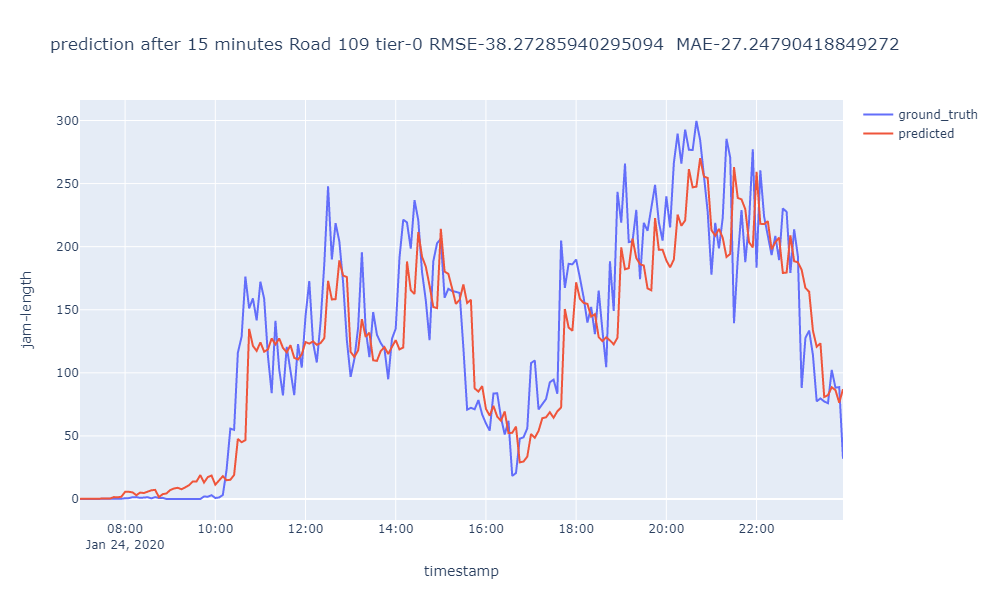 prediction after 15 minutes Road 109 tier-0 RMSE-38.27285940295094  MAE-27.24790418849272
ground_truth
predicted
300
250
200
150
100
50
0
jam-length
08:00 10:00 12:00 14:00 16:00 18:00 20:00 22:00
Jan 24, 2020
timestamp